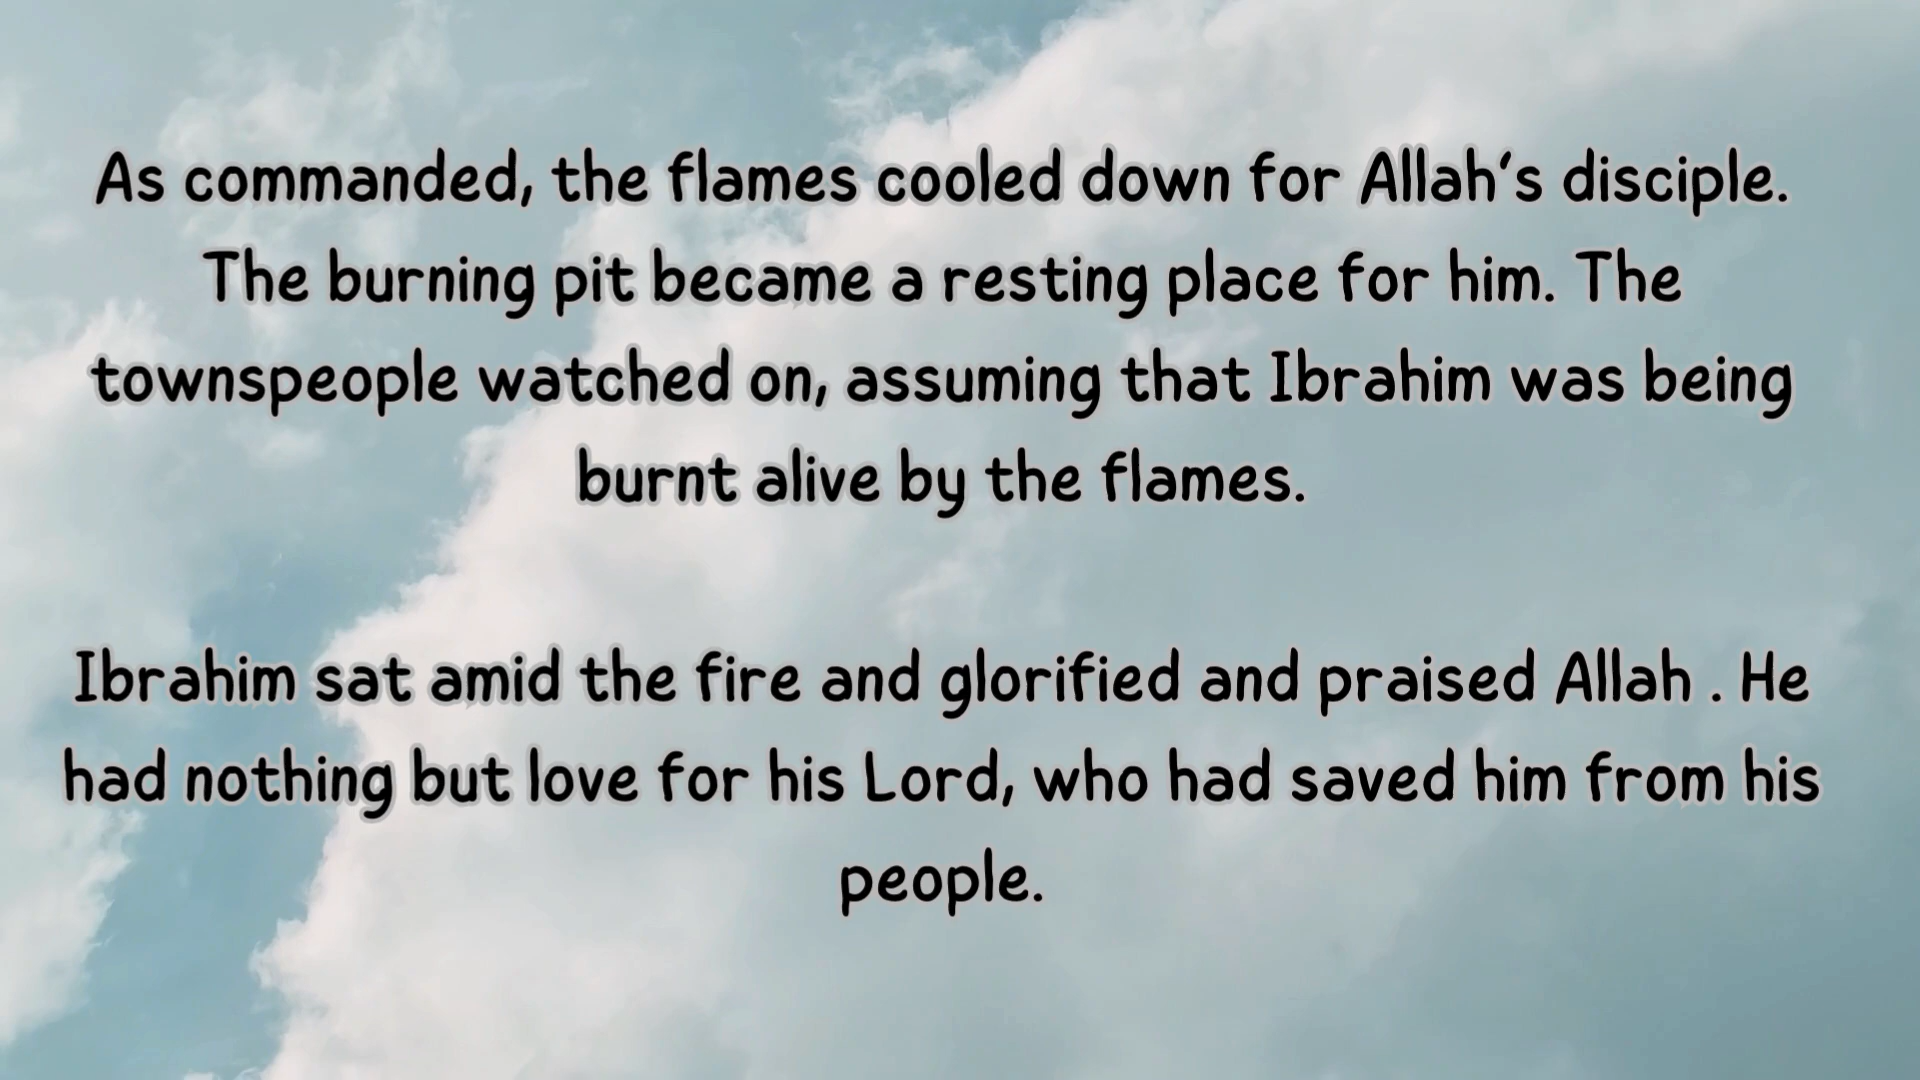 As commanded, the flames cooled down for Allah‘s disciple.
The burning pit became a resting place for him. The
townspeople watched on, assuming that Ibrahim was being
burnt alive by the flames.
Ibrahim sat amid the fire and glorified and praised Allah . He
had nothing but love for his Lord, who had saved him from his
people.